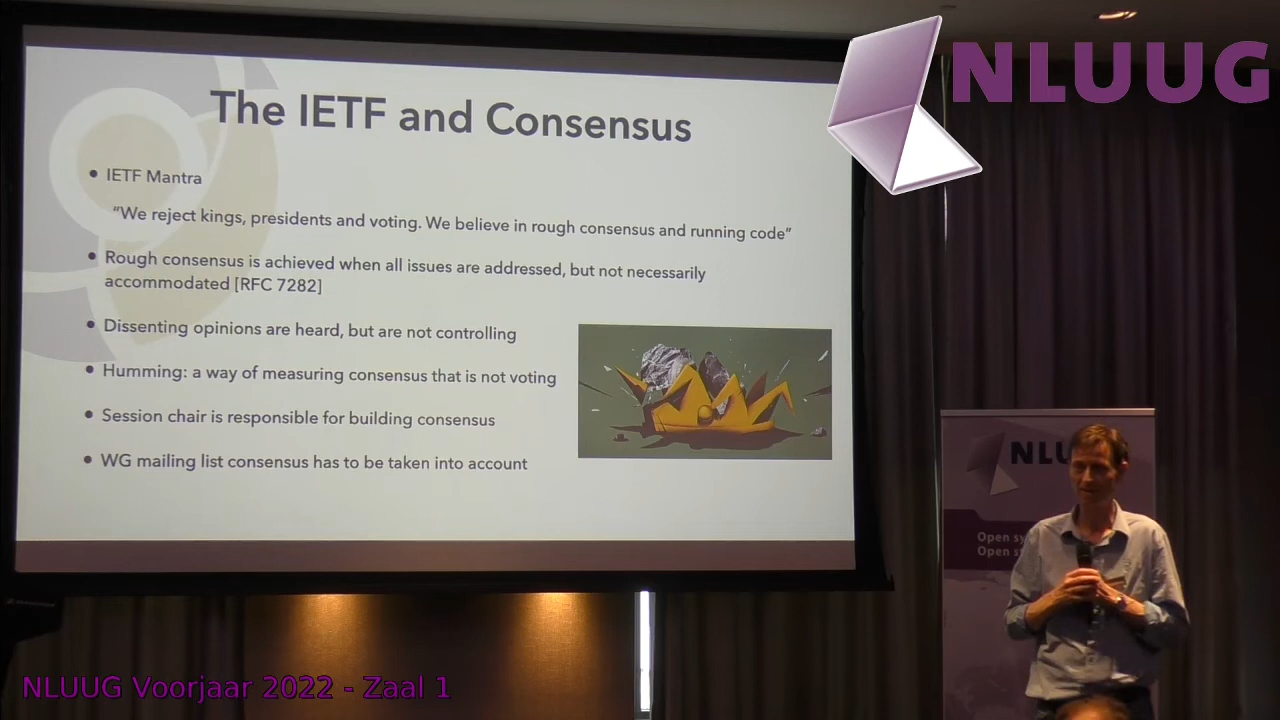 NLUUG
The IETF and Consensus
• IETF Mantra
“We reject kings, presidents and voting. We believe in rough consensus and running code”
• Rough consensus is achieved when all issues are addressed, but not necessarily
accommodated [RFC 7282]
• Dissenting opinions are heard, but are not controlling
• Humming: a way of measuring consensus that is not voting
• Session chair is responsible for building consensus
• WG mailing list consensus has to be taken into account
NLU
Open
Open
NLUUG Voorjaar 2022 - Zaal 1